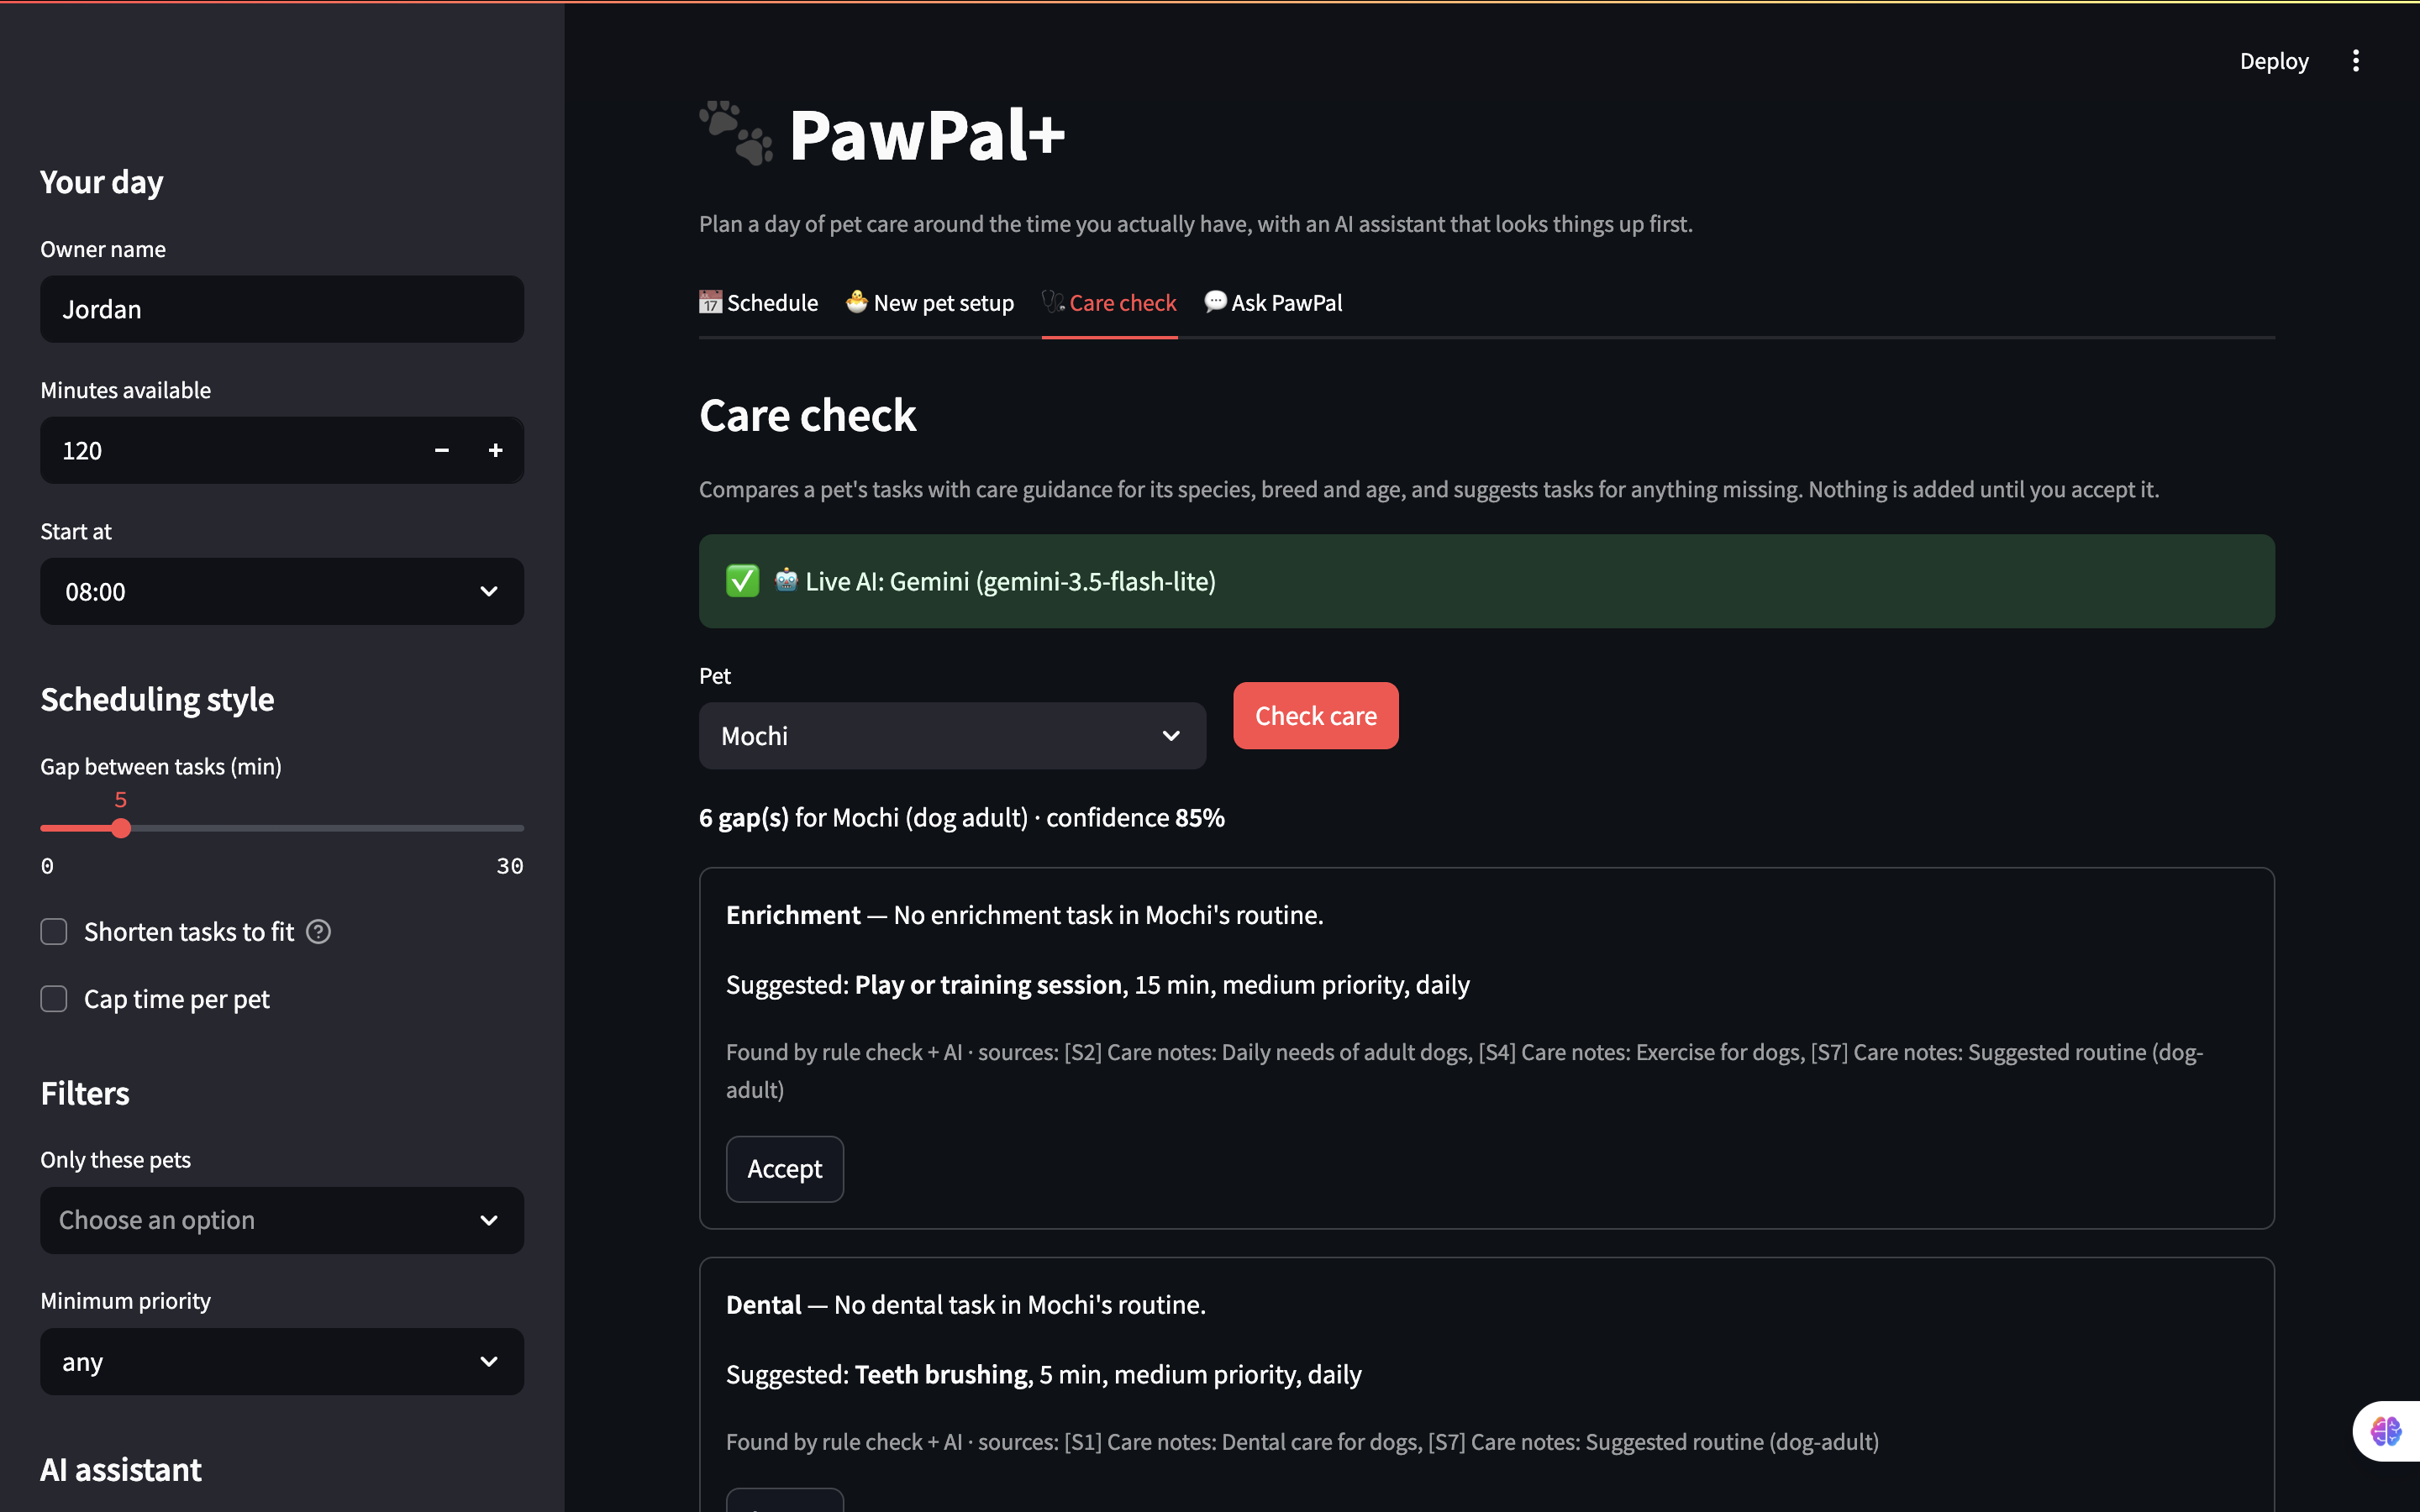 Deploy
Your day
Owner name
Jordan
Minutes available
120
Start at
08:00
Scheduling style
Gap between tasks (min)
5
0 30
Shorten tasks to fit
Cap time per pet
Filters
Only these pets
Choose an option
Minimum priority
any
AI assistant
PawPal+
Plan a day of pet care around the time you actually have, with an AI assistant that looks things up first.
Schedule New pet setup Care check Ask PawPal
Care check
Compares a pet's tasks with care guidance for its species, breed and age, and suggests tasks for anything missing. Nothing is added until you accept it.
Live AI: Gemini (gemini-3.5-flash-lite)
Pet
Mochi
Check care
6 gap(s) for Mochi (dog adult) · confidence 85%
Enrichment — No enrichment task in Mochi's routine.
Suggested: Play or training session, 15 min, medium priority, daily
Found by rule check + AI · sources: [S2] Care notes: Daily needs of adult dogs, [S4] Care notes: Exercise for dogs, [S7] Care notes: Suggested routine (dog-
adult)
Accept
Dental — No dental task in Mochi's routine.
Suggested: Teeth brushing, 5 min, medium priority, daily
Found by rule check + AI · sources: [S1] Care notes: Dental care for dogs, [S7] Care notes: Suggested routine (dog-adult)